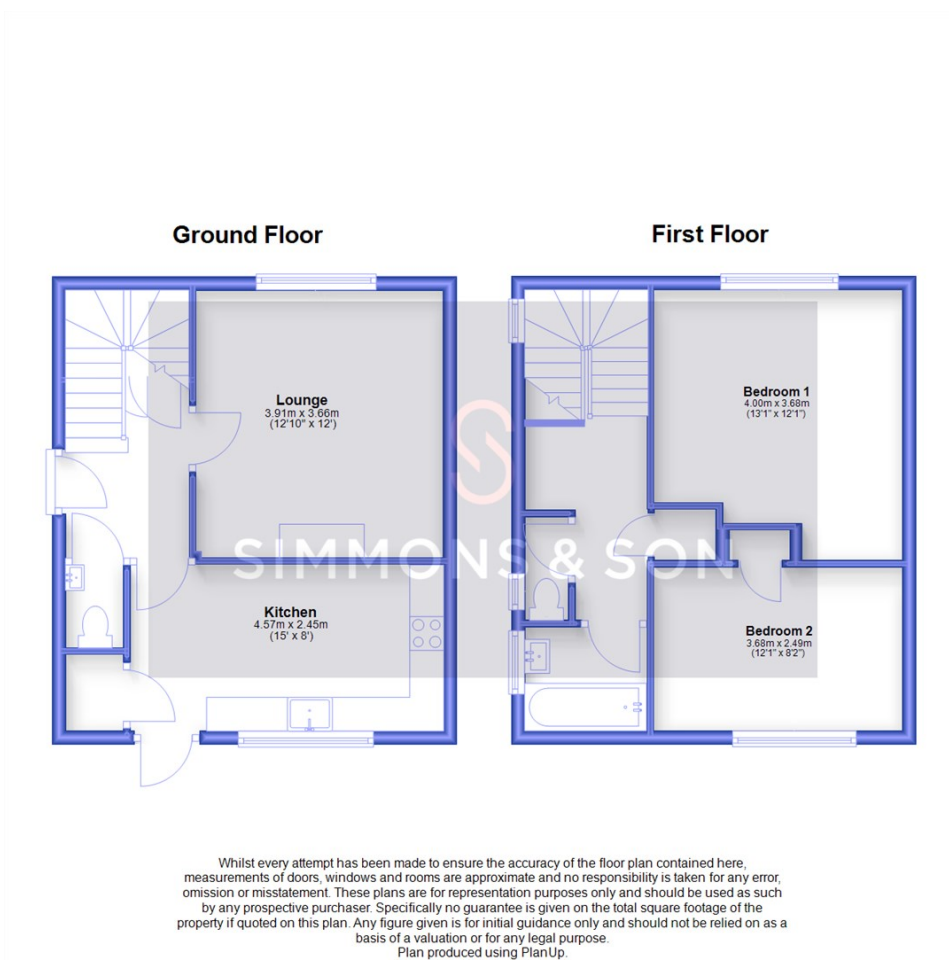 Ground Floor
First Floor
Lounge
3.91m x 3.66m
(12'10" x 12')
Bedroom 1
4.00m x 3.68m
(13'1" x 12'1")
SIMMONS & SON
Kitchen
4.57m x 2.45m
(15' x 8')
Bedroom 2
3.68m x 2.49m
(12'1" x 8'2")
Whilst every attempt has been made to ensure the accuracy of the floor plan contained here,
measurements of doors, windows and rooms are approximate and no responsibility is taken for any error,
omission or misstatement. These plans are for representation purposes only and should be used as such
by any prospective purchaser. Specifically no guarantee is given on the total square footage of the
property if quoted on this plan. Any figure given is for initial guidance only and should not be relied on as a
basis of a valuation or for any legal purpose.
Plan produced using PlanUp.